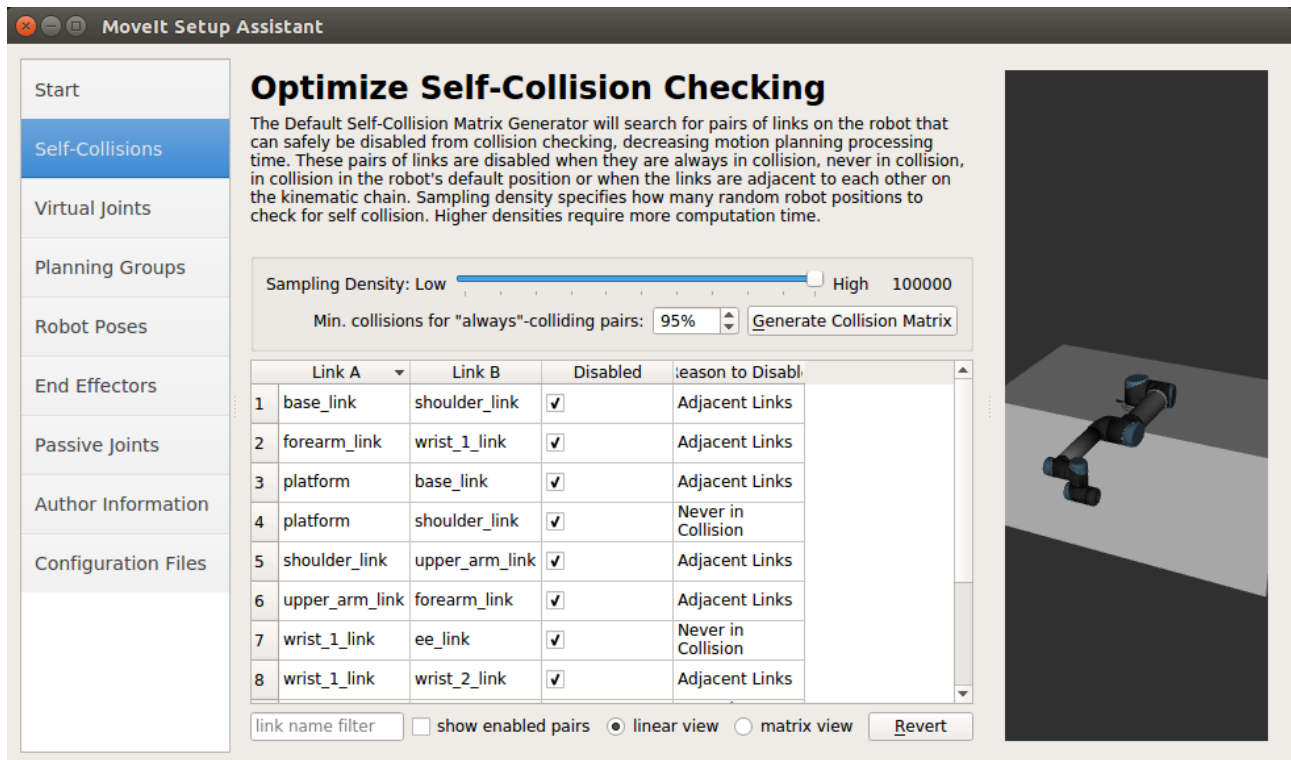 MoveIt Setup Assistant
Start
Self-Collisions
Virtual Joints
Planning Groups
Robot Poses
End Effectors
Passive Joints
Author Information
Configuration Files
Optimize Self-Collision Checking
The Default Self-Collision Matrix Generator will search for pairs of links on the robot that
can safely be disabled from collision checking, decreasing motion planning processing
time. These pairs of links are disabled when they are always in collision, never in collision,
in collision in the robot's default position or when the links are adjacent to each other on
the kinematic chain. Sampling density specifies how many random robot positions to
check for self collision. Higher densities require more computation time.
Sampling Density: Low High 100000
Min. collisions for "always"-colliding pairs: 95% Generate Collision Matrix
Link A Link B Disabled eason to Disabl
1 base_link shoulder_link Adjacent Links
2 forearm_link wrist_1_link Adjacent Links
3 platform base_link Adjacent Links
4 platform shoulder_link Never in
Collision
5 shoulder_link upper_arm_link Adjacent Links
6 upper_arm_link forearm_link Adjacent Links
7 wrist_1_link ee_link Never in
Collision
8 wrist_1_link wrist_2_link Adjacent Links
link name filter show enabled pairs linear view matrix view Revert